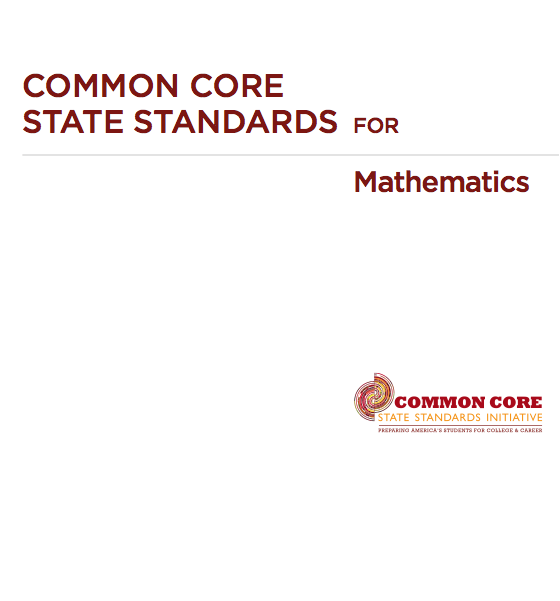 COMMON CORE
STATE STANDARDS FOR
Mathematics
COMMON CORE
STATE STANDARDS INITIATIVE
PREPARING AMERICA'S STUDENTS FOR COLLEGE & CAREER